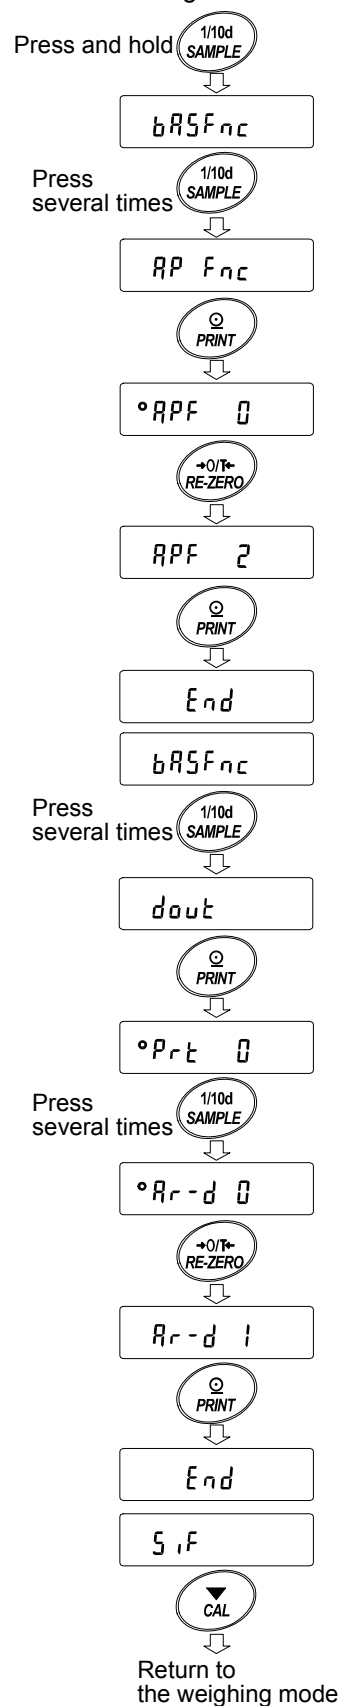 Press and hold
1/10d
SAMPLE
bASFnc
Press
several times
1/10d
SAMPLE
AP Fnc
PRINT
°APF 0
→0/T←
RE-ZERO
APF 2
PRINT
End
bASFnc
Press
several times
1/10d
SAMPLE
dout
PRINT
°Prt 0
Press
several times
1/10d
SAMPLE
°Ar-d 0
→0/T←
RE-ZERO
Ar-d 1
PRINT
End
SiF
CAL
Return to
the weighing mode